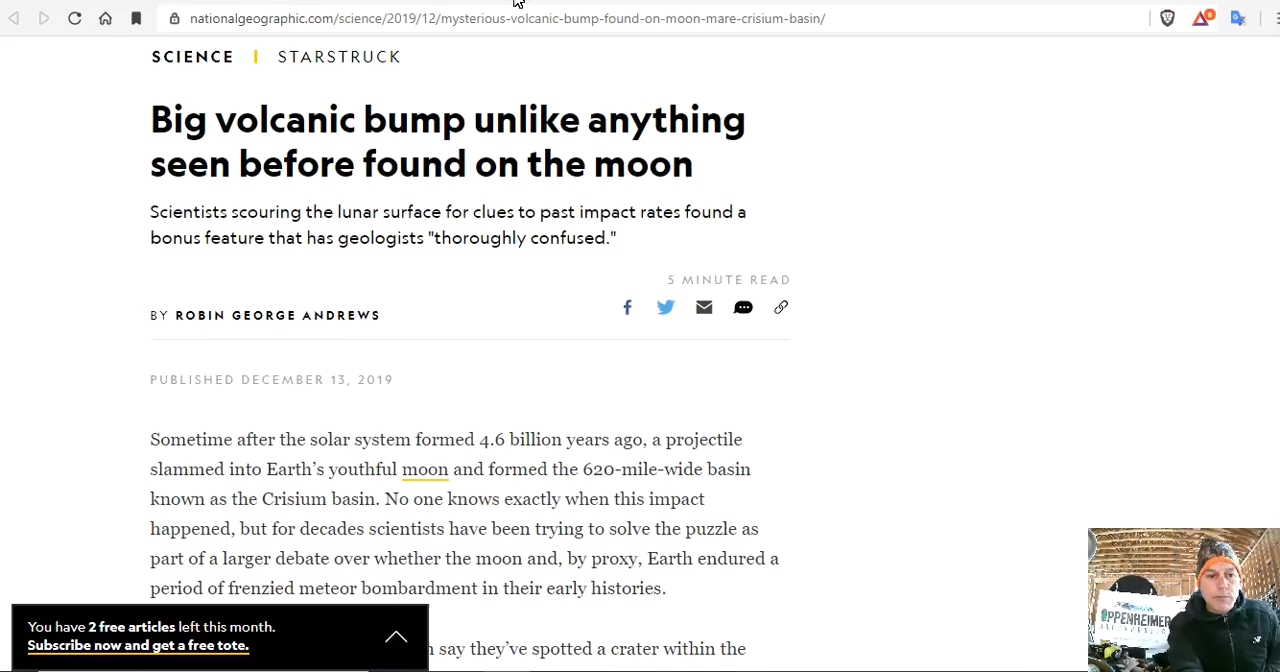 nationalgeographic.com/science/2019/12/mysterious-volcanic-bump-found-on-moon-mare-crisium-basin/
SCIENCE | STARSTRUCK
Big volcanic bump unlike anything
seen before found on the moon
Scientists scouring the lunar surface for clues to past impact rates found a
bonus feature that has geologists "thoroughly confused."
5 MINUTE READ
BY ROBIN GEORGE ANDREWS
PUBLISHED DECEMBER 13, 2019
Sometime after the solar system formed 4.6 billion years ago, a projectile
slammed into Earth’s youthful moon and formed the 620-mile-wide basin
known as the Crisium basin. No one knows exactly when this impact
happened, but for decades scientists have been trying to solve the puzzle as
part of a larger debate over whether the moon and, by proxy, Earth endured a
period of frenzied meteor bombardment in their early histories.
You have 2 free articles left this month.
Subscribe now and get a free tote.
say they’ve spotted a crater within the
OPPENHEIMER